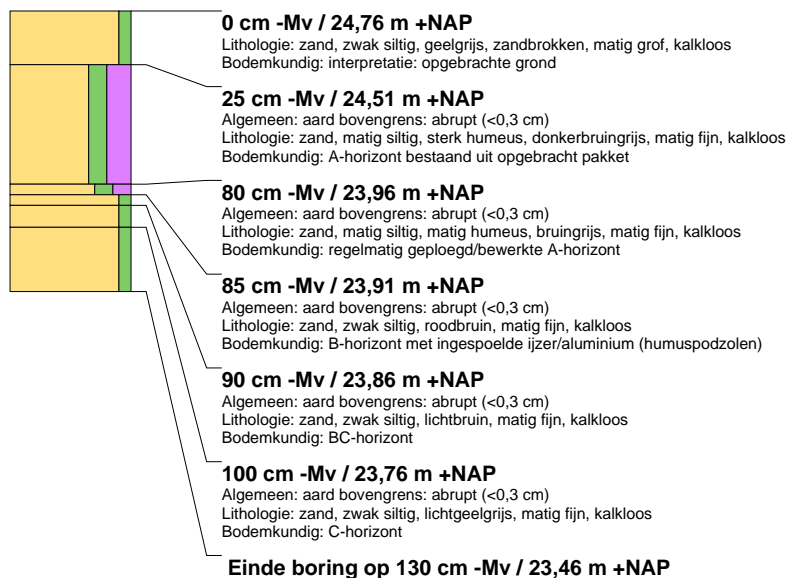 0 cm -Mv / 24,76 m +NAP
Lithologie: zand, zwak siltig, geelgrijs, zandbrokken, matig grof, kalkloos
Bodemkundig: interpretatie: opgebrachte grond
25 cm -Mv / 24,51 m +NAP
Algemeen: aard bovengrens: abrupt (<0,3 cm)
Lithologie: zand, matig siltig, sterk humeus, donkerbruingrijs, matig fijn, kalkloos
Bodemkundig: A-horizont bestaand uit opgebracht pakket
80 cm -Mv / 23,96 m +NAP
Algemeen: aard bovengrens: abrupt (<0,3 cm)
Lithologie: zand, matig siltig, matig humeus, bruingrijs, matig fijn, kalkloos
Bodemkundig: regelmatig geploegd/bewerkte A-horizont
85 cm -Mv / 23,91 m +NAP
Algemeen: aard bovengrens: abrupt (<0,3 cm)
Lithologie: zand, zwak siltig, roodbruin, matig fijn, kalkloos
Bodemkundig: B-horizont met ingespoelde ijzer/aluminium (humuspodzolen)
90 cm -Mv / 23,86 m +NAP
Algemeen: aard bovengrens: abrupt (<0,3 cm)
Lithologie: zand, zwak siltig, lichtbruin, matig fijn, kalkloos
Bodemkundig: BC-horizont
100 cm -Mv / 23,76 m +NAP
Algemeen: aard bovengrens: abrupt (<0,3 cm)
Lithologie: zand, zwak siltig, lichtgeelgrijs, matig fijn, kalkloos
Bodemkundig: C-horizont
Einde boring op 130 cm -Mv / 23,46 m +NAP